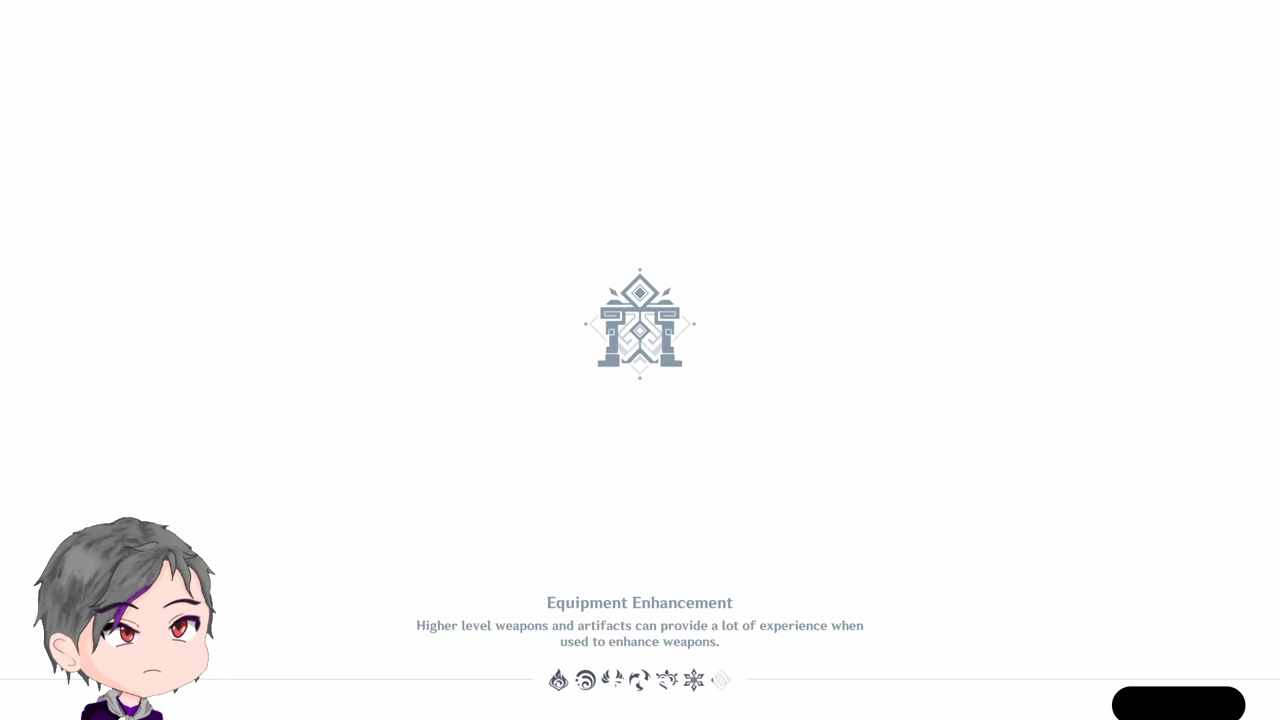 Equipment Enhancement
Higher level weapons and artifacts can provide a lot of experience when
used to enhance weapons.